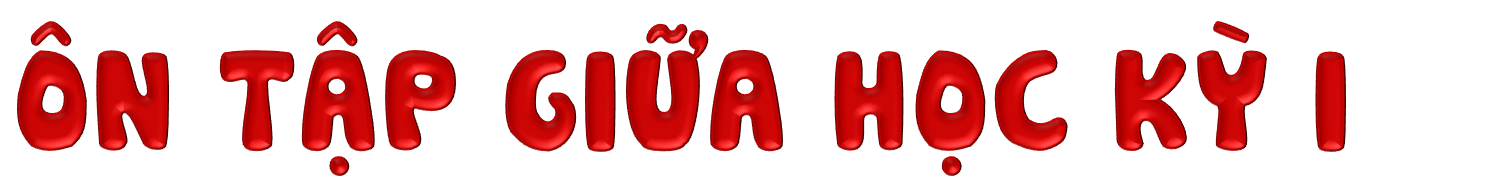 ÔN TẬP GIỮA HỌC KỲ I